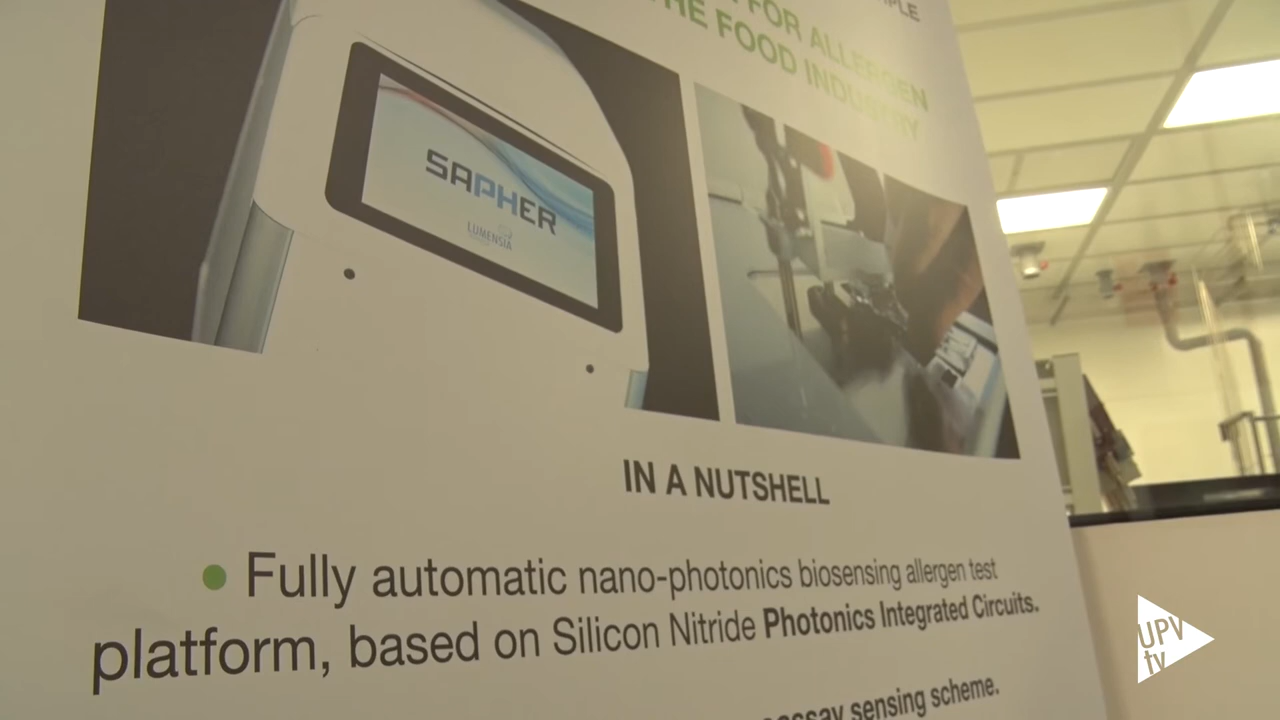 FOR ALLERGEN
THE FOOD INDUSTRY
SAPHER
LUMENSIA
IN A NUTSHELL
• Fully automatic nano-photonics biosensing allergen test
platform, based on Silicon Nitride Photonics Integrated Circuits.
sensing scheme.
UPV
tv